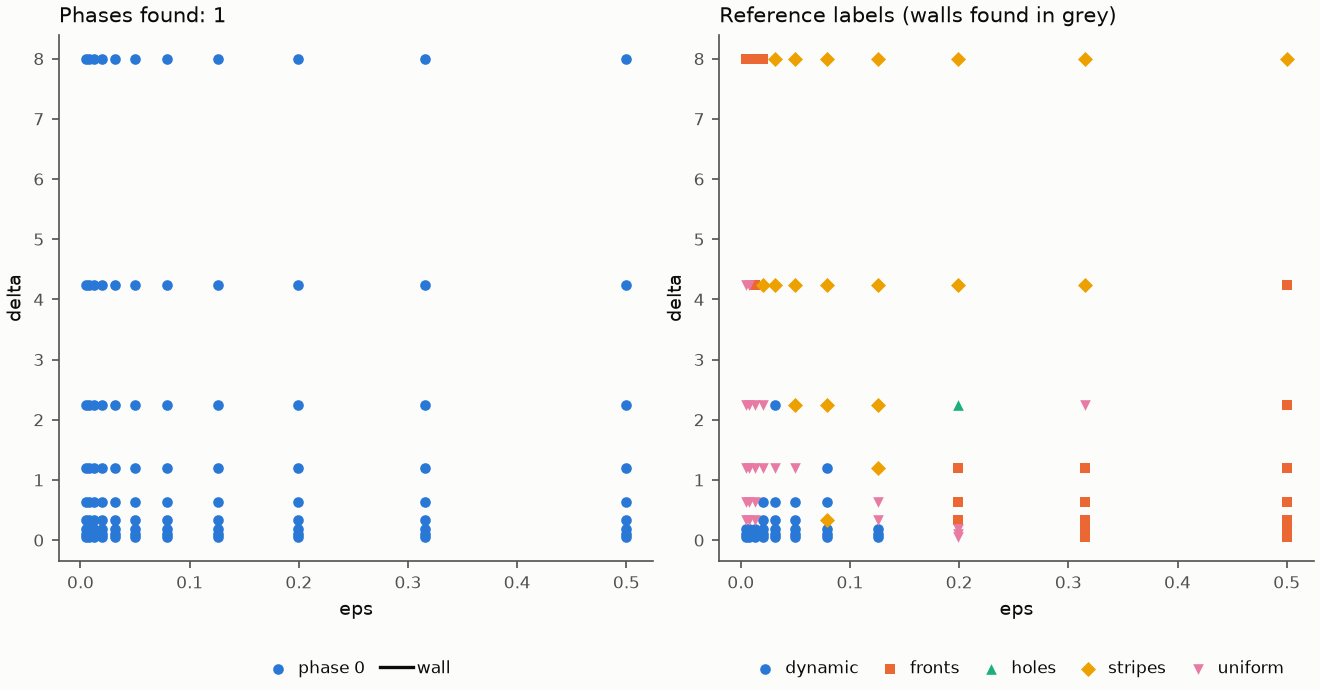 Phases found: 1
8
7
6
5
4
3
2
1
0
delta
0.0 0.1 0.2 0.3 0.4 0.5
eps
phase 0 wall
Reference labels (walls found in grey)
8
7
6
5
4
3
2
1
0
delta
0.0 0.1 0.2 0.3 0.4 0.5
eps
dynamic fronts holes stripes uniform